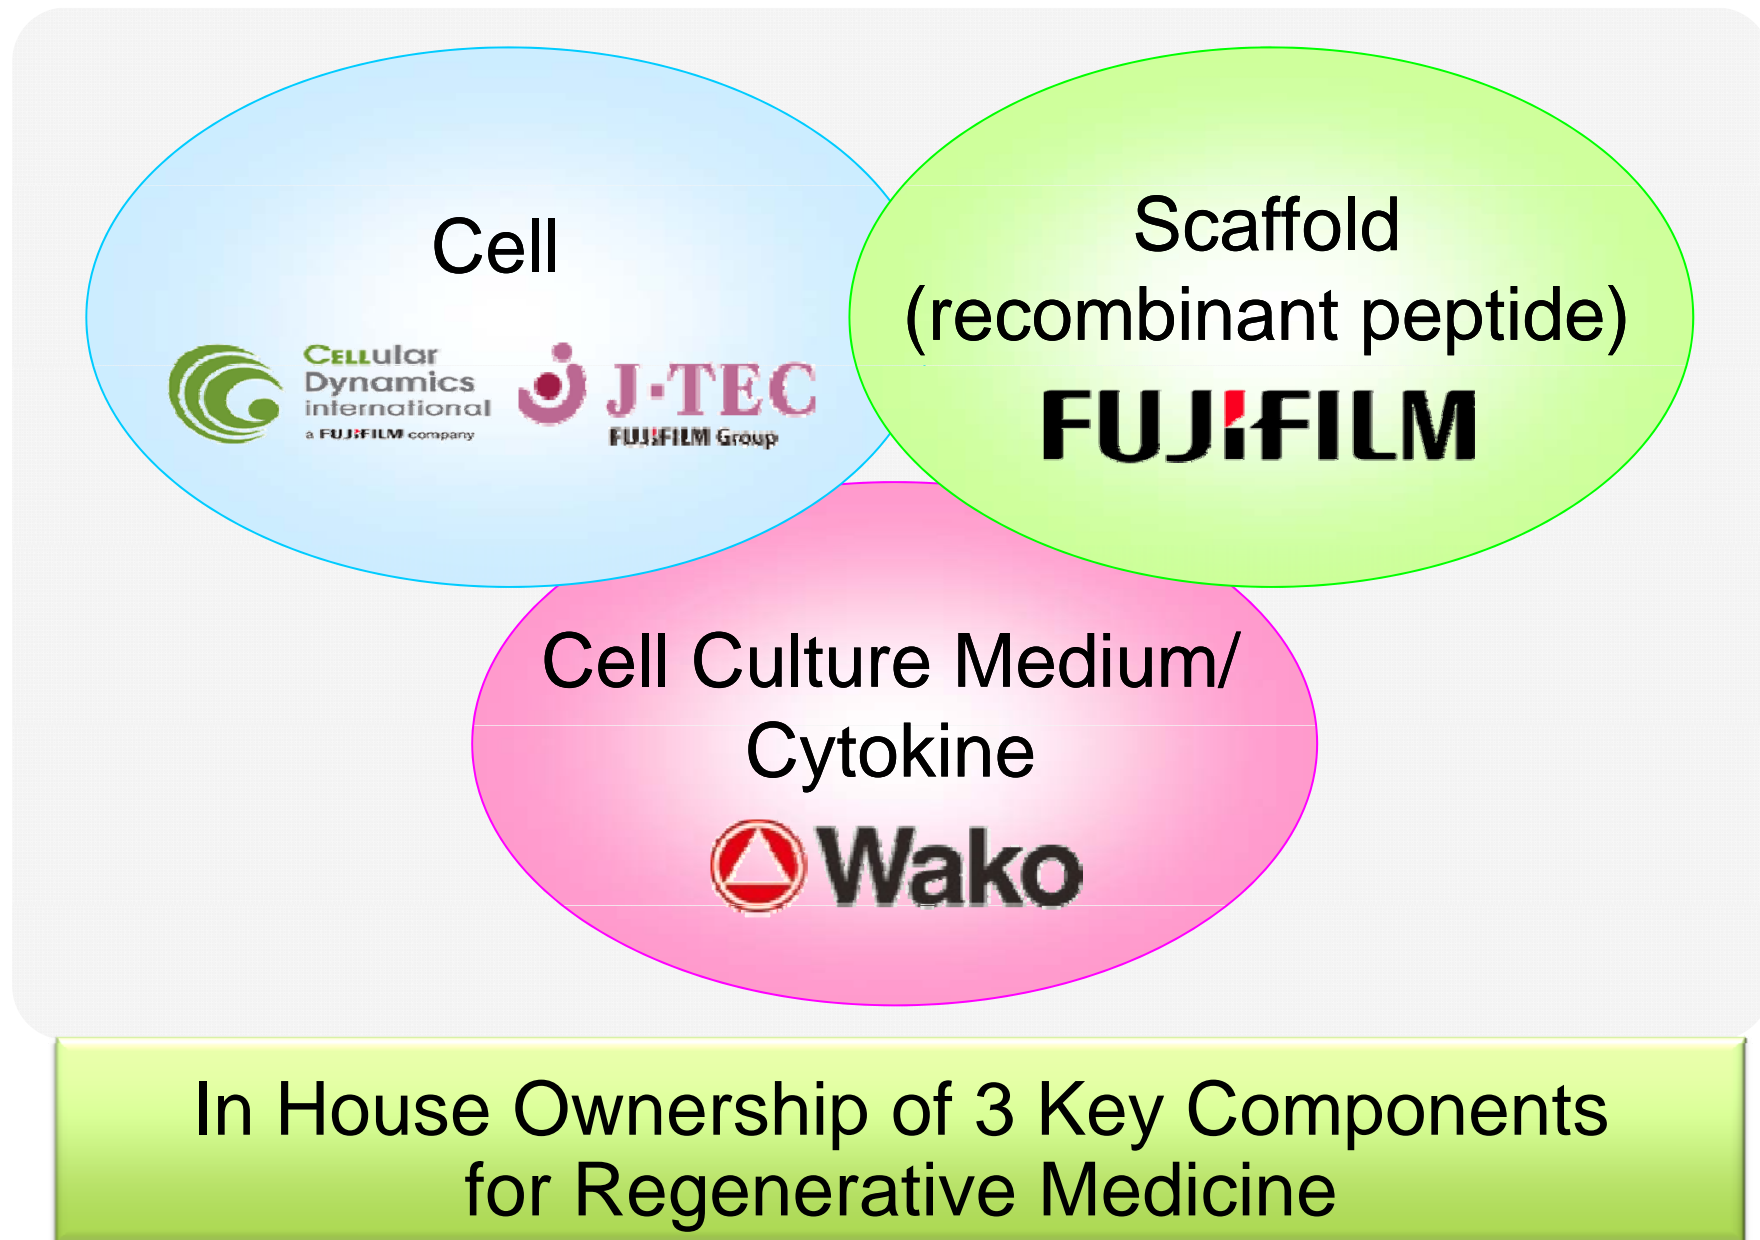 Cell
CELLular
Dynamics
international
a FUJIFILM company
J-TEC
FUJIFILM Group
Scaffold
(recombinant peptide)
FUJIFILM
Cell Culture Medium/
Cytokine
Wako
In House Ownership of 3 Key Components
for Regenerative Medicine